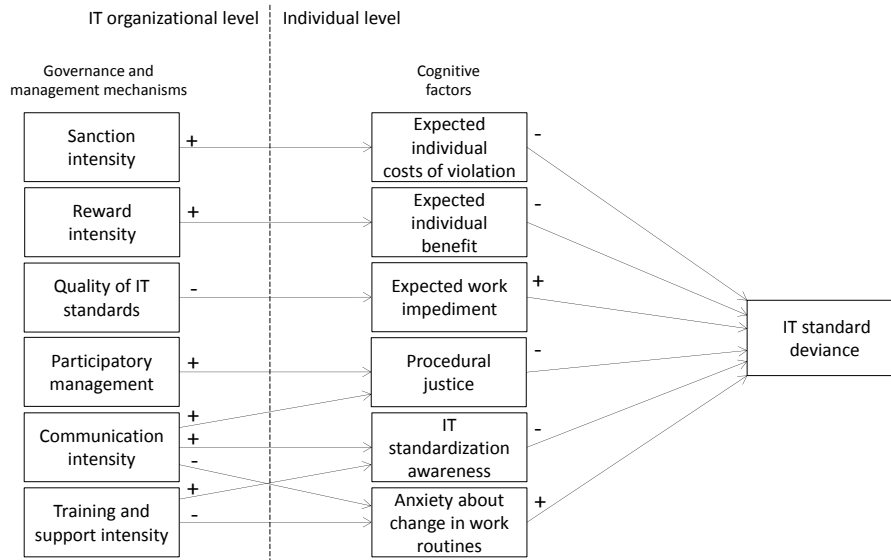 IT organizational level
Individual level
Governance and
management mechanisms
Cognitive
factors
Sanction
intensity
+
Expected
individual
costs of violation
-
Reward
intensity
+
Expected
individual
benefit
-
Quality of IT
standards
-
Expected work
impediment
+
IT standard
deviance
Participatory
management
+
Procedural
justice
-
Communication
intensity
+
+
-
IT
standardization
awareness
-
Training and
support intensity
+
-
Anxiety about
change in work
routines
+